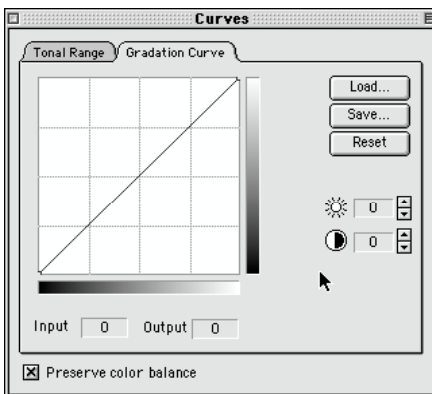 Curves
Tonal Range Gradation Curve
Load...
Save...
Reset
0
0
Input 0 Output 0
Preserve color balance